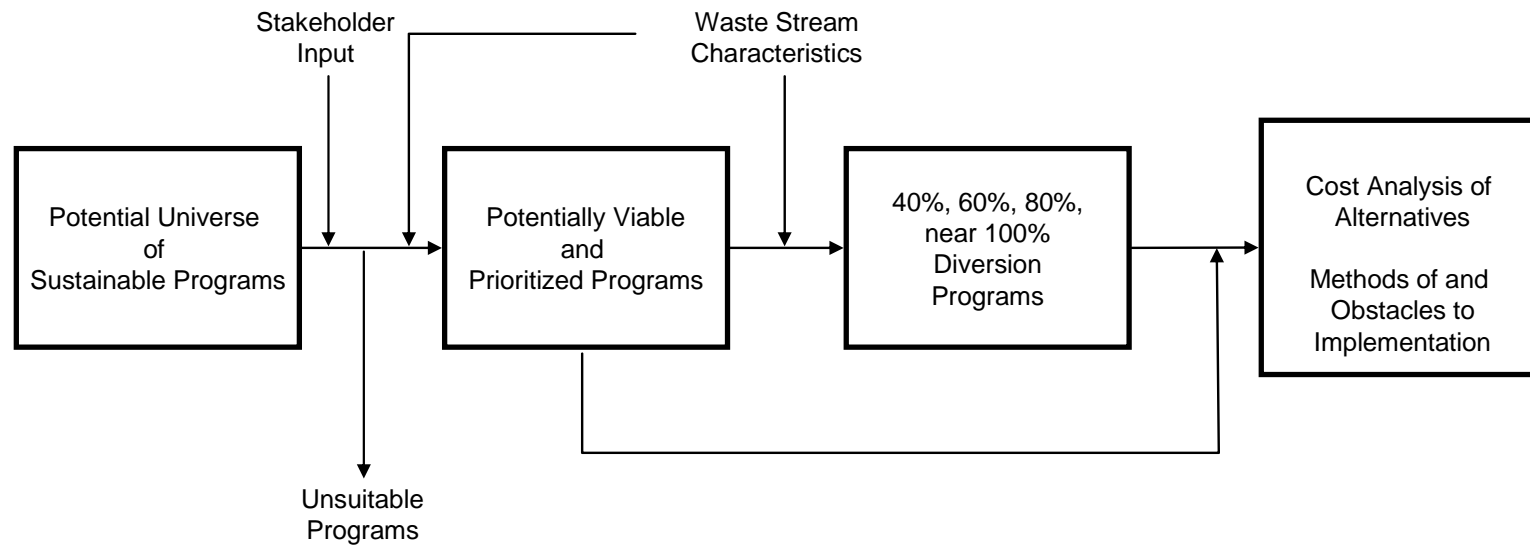 Stakeholder
Input
Waste Stream
Characteristics
Potential Universe
of
Sustainable Programs
Potentially Viable
and
Prioritized Programs
40%, 60%, 80%,
near 100%
Diversion
Programs
Cost Analysis of
Alternatives
Methods of and
Obstacles to
Implementation
Unsuitable
Programs